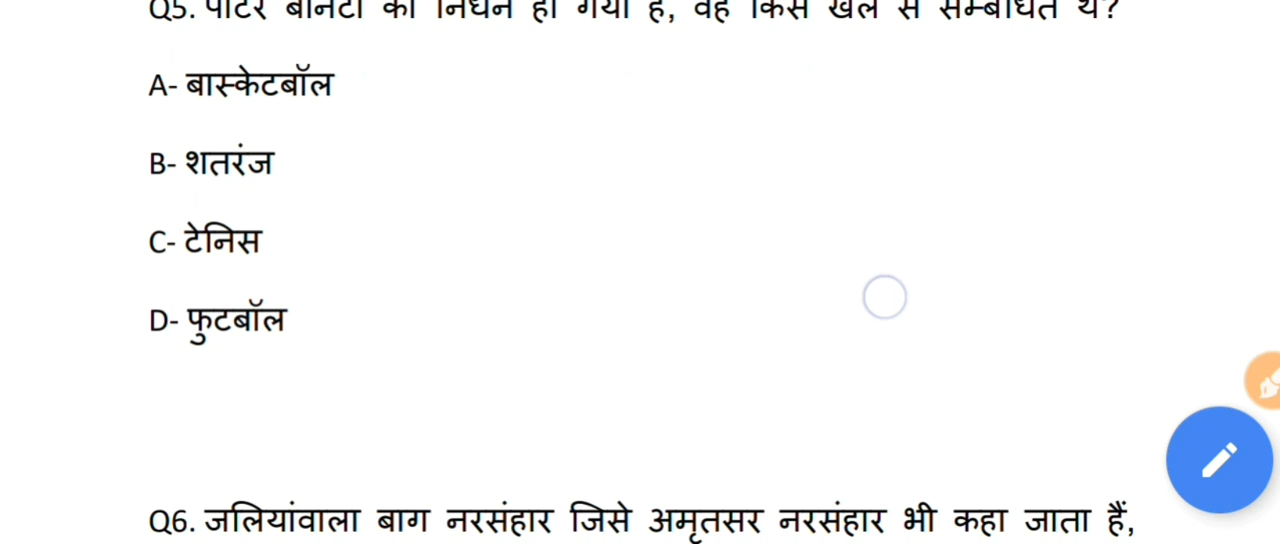 Q5. पीटर बोनेटी का निधन हो गया है, वह किस खेल से सम्बंधित थे?
A- बास्केटबॉल
B- शतरंज
C- टेनिस
D- फुटबॉल
Q6. जलियांवाला बाग नरसंहार जिसे अमृतसर नरसंहार भी कहा जाता हैं,